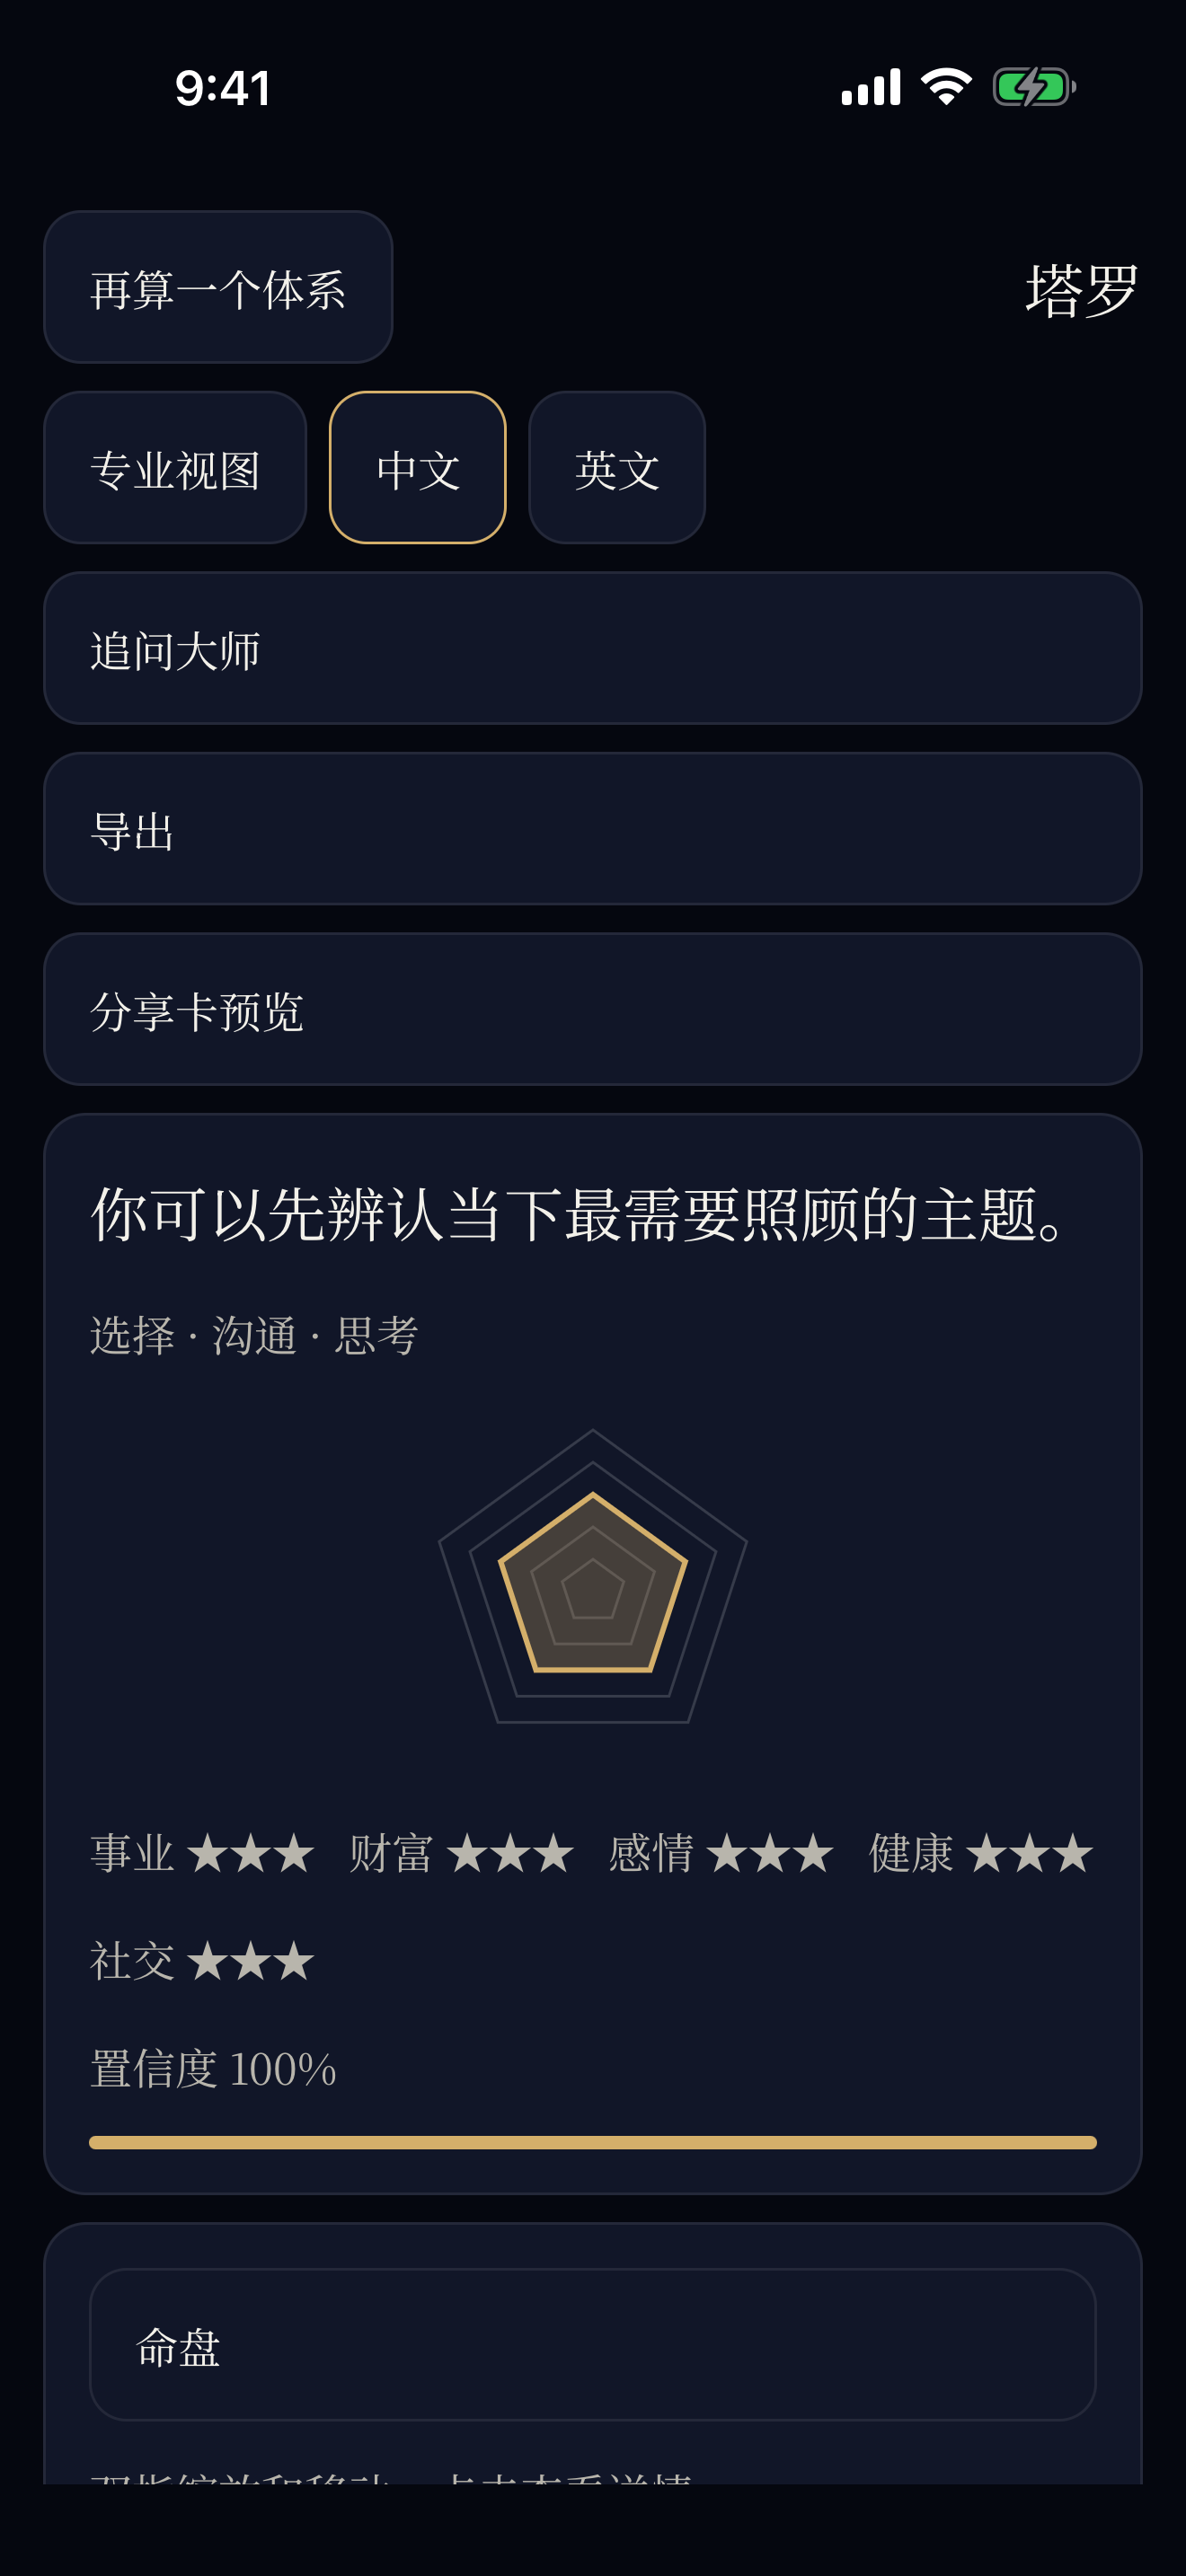 9:41
再算一个体系
塔罗
专业视图 中文 英文
追问大师
导出
分享卡预览
你可以先辨认当下最需要照顾的主题。
选择 · 沟通 · 思考
事业 ★★★ 财富 ★★★ 感情 ★★★ 健康 ★★★
社交 ★★★
置信度 100%
命盘